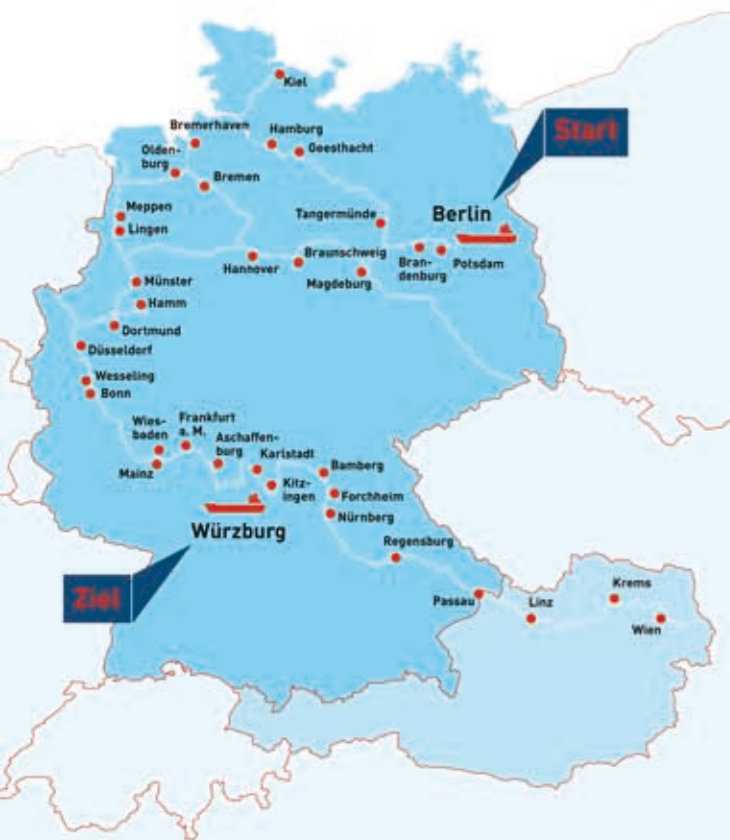 Kiel
Bremerhaven
Hamburg
Geesthacht
Start
Olden-
burg
Bremen
Meppen
Lingen
Tangermünde
Berlin
Hannover
Braunschweig
Magdeburg
Bran-
denburg
Potsdam
Münster
Hamm
Dortmund
Düsseldorf
Wesseling
Bonn
Wies-
baden
Frankfurt
a. M.
Aschaffen-
burg
Karlstadt
Mainz
Kitz-
ingen
Bamberg
Forchheim
Nürnberg
Würzburg
Regensburg
Ziel
Passau
Linz
Krems
Wien